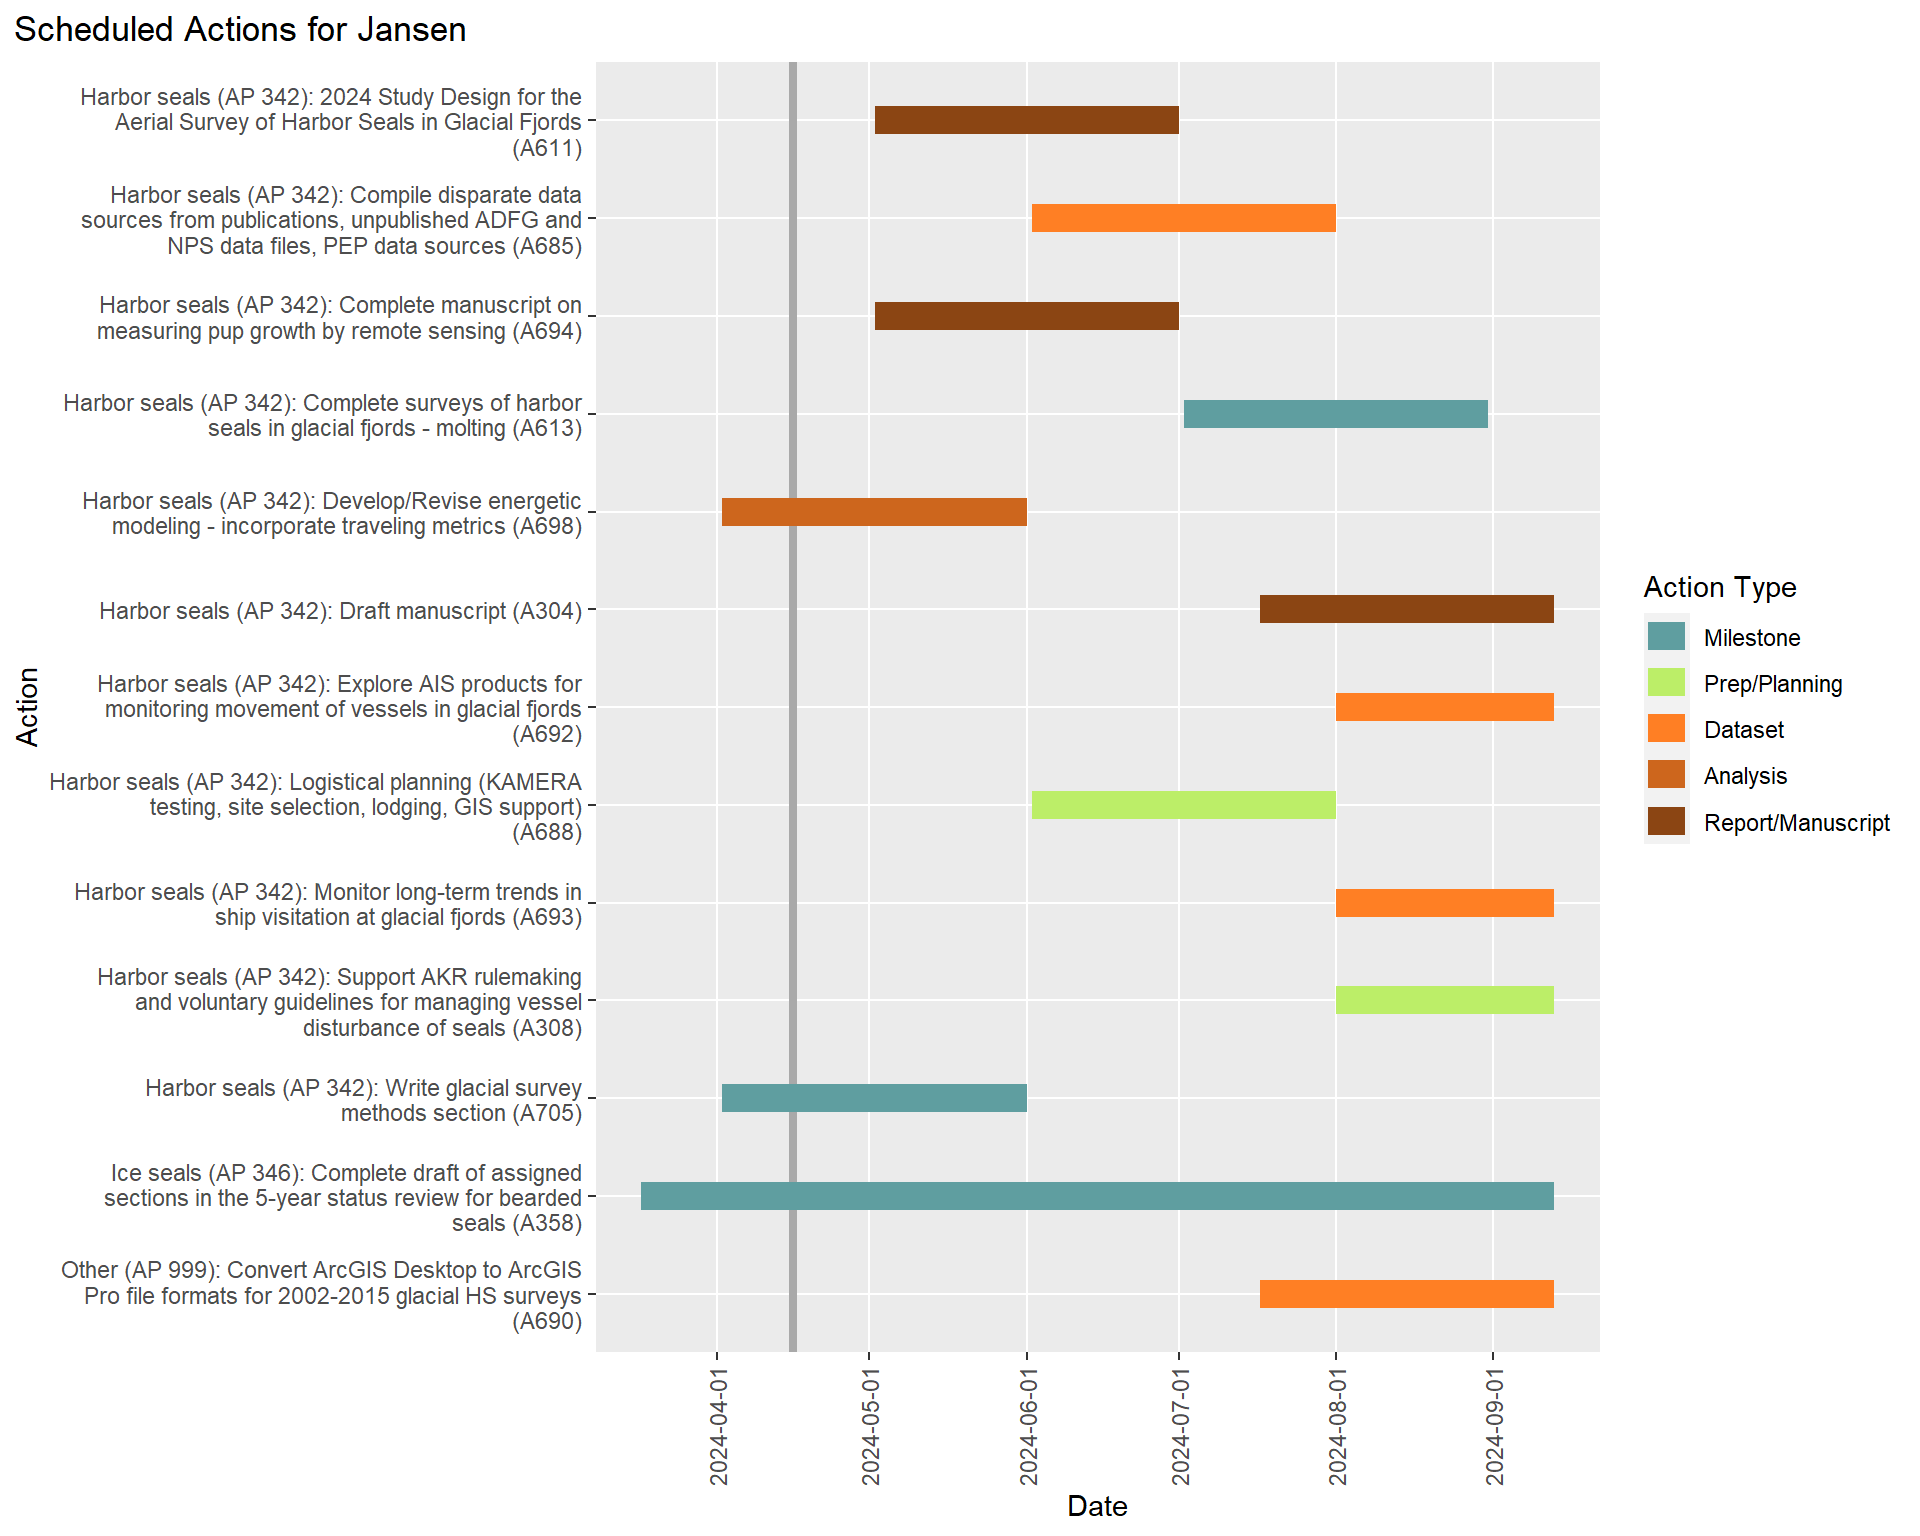 Scheduled Actions for Jansen
Harbor seals (AP 342): 2024 Study Design for the
Aerial Survey of Harbor Seals in Glacial Fjords
(A611)
Harbor seals (AP 342): Compile disparate data
sources from publications, unpublished ADFG and
NPS data files, PEP data sources (A685)
Harbor seals (AP 342): Complete manuscript on
measuring pup growth by remote sensing (A694)
Harbor seals (AP 342): Complete surveys of harbor
seals in glacial fjords - molting (A613)
Harbor seals (AP 342): Develop/Revise energetic
modeling - incorporate traveling metrics (A698)
Harbor seals (AP 342): Draft manuscript (A304)
Harbor seals (AP 342): Explore AIS products for
monitoring movement of vessels in glacial fjords
(A692)
Harbor seals (AP 342): Logistical planning (KAMERA
testing, site selection, lodging, GIS support)
(A688)
Harbor seals (AP 342): Monitor long-term trends in
ship visitation at glacial fjords (A693)
Harbor seals (AP 342): Support AKR rulemaking
and voluntary guidelines for managing vessel
disturbance of seals (A308)
Harbor seals (AP 342): Write glacial survey
methods section (A705)
Ice seals (AP 346): Complete draft of assigned
sections in the 5-year status review for bearded
seals (A358)
Other (AP 999): Convert ArcGIS Desktop to ArcGIS
Pro file formats for 2002-2015 glacial HS surveys
(A690)
Action
2024-04-01
2024-05-01
2024-06-01
2024-07-01
2024-08-01
2024-09-01
Date
Action Type
Milestone
Prep/Planning
Dataset
Analysis
Report/Manuscript